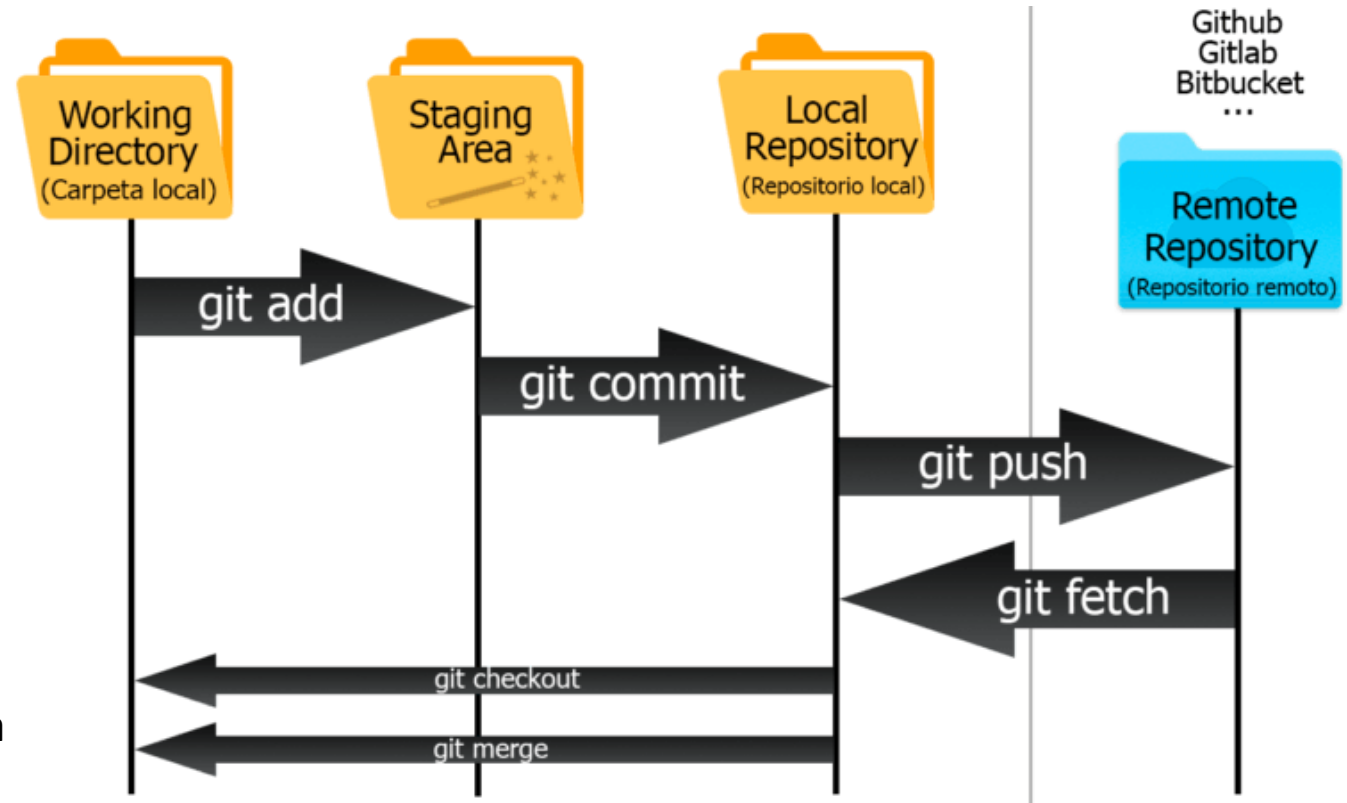 Github
Gitlab
Bitbucket
...
Working
Directory
(Carpeta local)
Staging
Area
Local
Repository
(Repositorio local)
Remote
Repository
(Repositorio remoto)
git add
git commit
git push
git fetch
git checkout
git merge